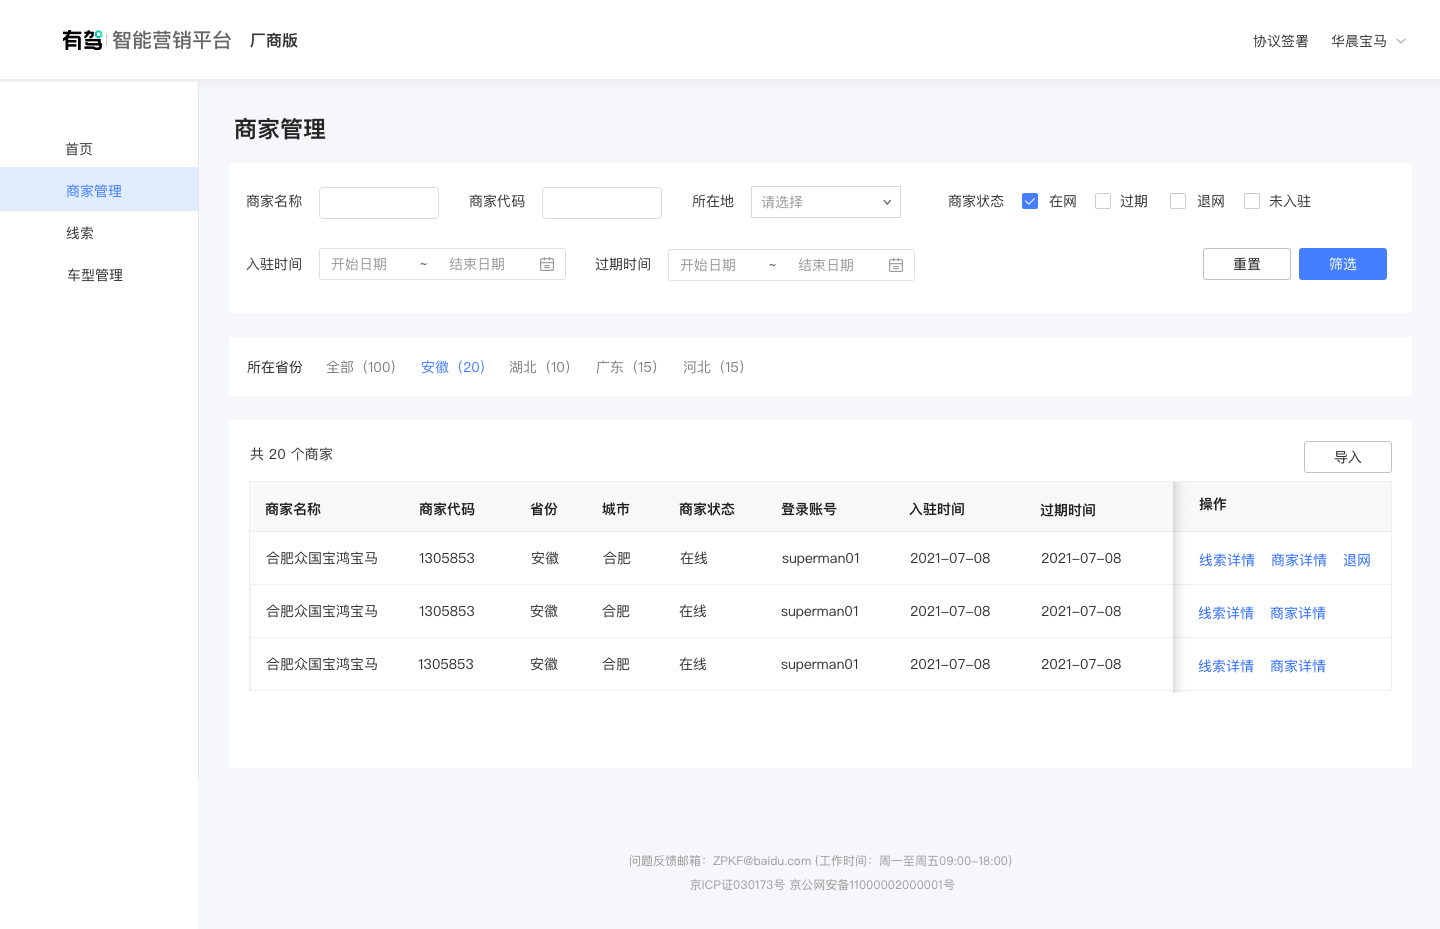 有驾 智能营销平台 厂商版 协议签署 华晨宝马
首页
商家管理
线索
车型管理
商家管理
商家名称 商家代码 所在地 请选择 商家状态 在网 过期 退网 未入驻
入驻时间 开始日期 ~ 结束日期 过期时间 开始日期 ~ 结束日期 重置 筛选
所在省份 全部（100） 安徽（20） 湖北（10） 广东（15） 河北（15）
共 20 个商家 导入
商家名称 商家代码 省份 城市 商家状态 登录账号 入驻时间 过期时间 操作
合肥众国宝鸿宝马 1305853 安徽 合肥 在线 superman01 2021-07-08 2021-07-08 线索详情 商家详情 退网
合肥众国宝鸿宝马 1305853 安徽 合肥 在线 superman01 2021-07-08 2021-07-08 线索详情 商家详情
合肥众国宝鸿宝马 1305853 安徽 合肥 在线 superman01 2021-07-08 2021-07-08 线索详情 商家详情
问题反馈邮箱：ZPKF@baidu.com (工作时间：周一至周五09:00-18:00)
京ICP证030173号 京公网安备11000002000001号